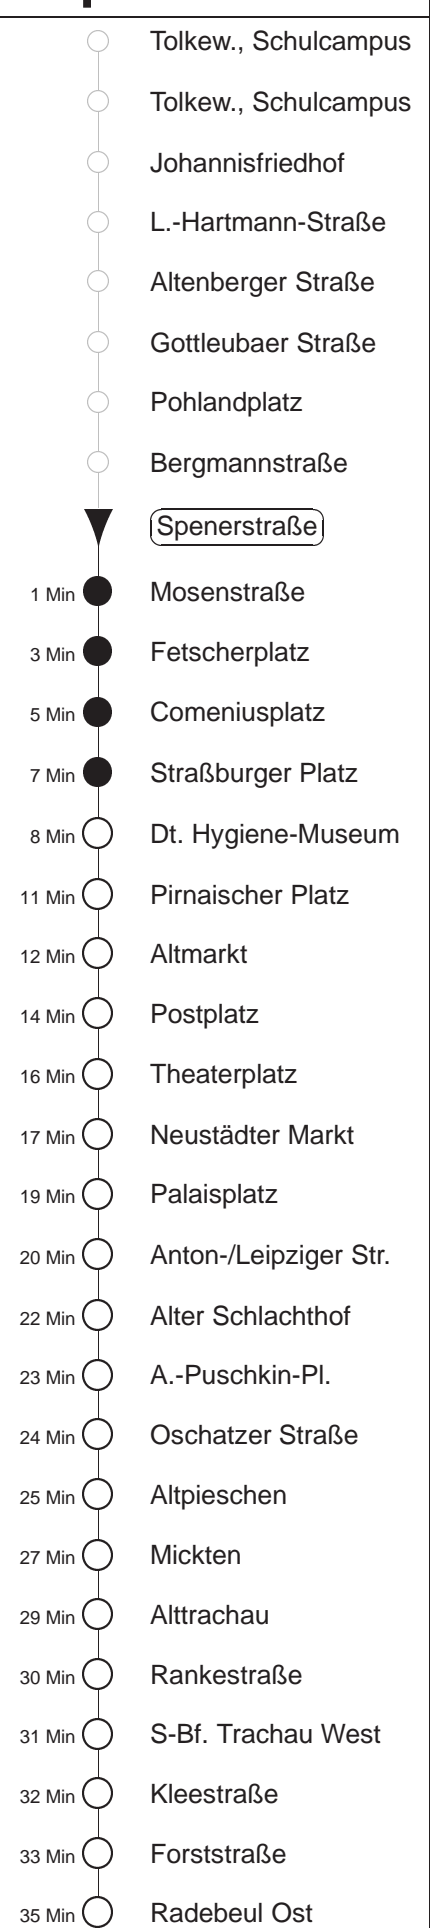 Tolkew., Schulcampus
Tolkew., Schulcampus
Johannisfriedhof
L.-Hartmann-Straße
Altenberger Straße
Gottleubaer Straße
Pohlandplatz
Bergmannstraße
Spenerstraße
1 Min Mosenstraße
3 Min Fetscherplatz
5 Min Comeniusplatz
7 Min Straßburger Platz
8 Min Dt. Hygiene-Museum
11 Min Pirnaischer Platz
12 Min Altmarkt
14 Min Postplatz
16 Min Theaterplatz
17 Min Neustädter Markt
19 Min Palaisplatz
20 Min Anton-/Leipziger Str.
22 Min Alter Schlachthof
23 Min A.-Puschkin-Pl.
24 Min Oschatzer Straße
25 Min Altpieschen
27 Min Mickten
29 Min Alttrachau
30 Min Rankestraße
31 Min S-Bf. Trachau West
32 Min Kleestraße
33 Min Forststraße
35 Min Radebeul Ost